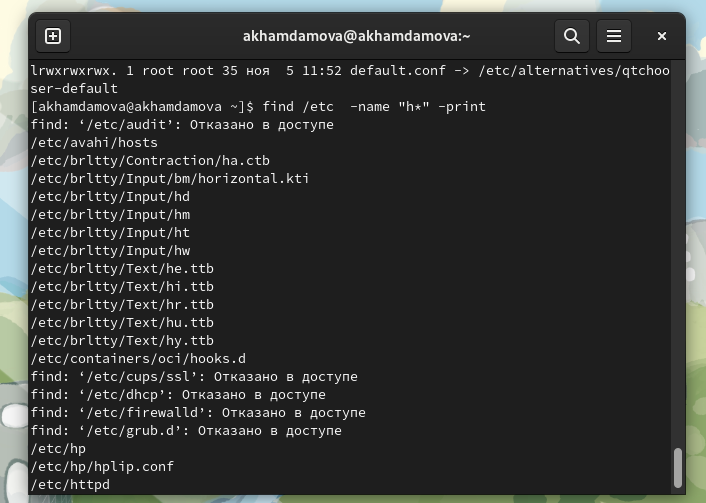 akhamdamova@akhamdamova:~
lrwxrwxrwx. 1 root root 35 ноя  5 11:52 default.conf -> /etc/alternatives/qtchoo
ser-default
[akhamdamova@akhamdamova ~]$ find /etc  -name "h*" -print
find: ‘/etc/audit’: Отказано в доступе
/etc/avahi/hosts
/etc/brltty/Contraction/ha.ctb
/etc/brltty/Input/bm/horizontal.kti
/etc/brltty/Input/hd
/etc/brltty/Input/hm
/etc/brltty/Input/ht
/etc/brltty/Input/hw
/etc/brltty/Text/he.ttb
/etc/brltty/Text/hi.ttb
/etc/brltty/Text/hr.ttb
/etc/brltty/Text/hu.ttb
/etc/brltty/Text/hy.ttb
/etc/containers/oci/hooks.d
find: ‘/etc/cups/ssl’: Отказано в доступе
find: ‘/etc/dhcp’: Отказано в доступе
find: ‘/etc/firewalld’: Отказано в доступе
find: ‘/etc/grub.d’: Отказано в доступе
/etc/hp
/etc/hp/hplip.conf
/etc/httpd